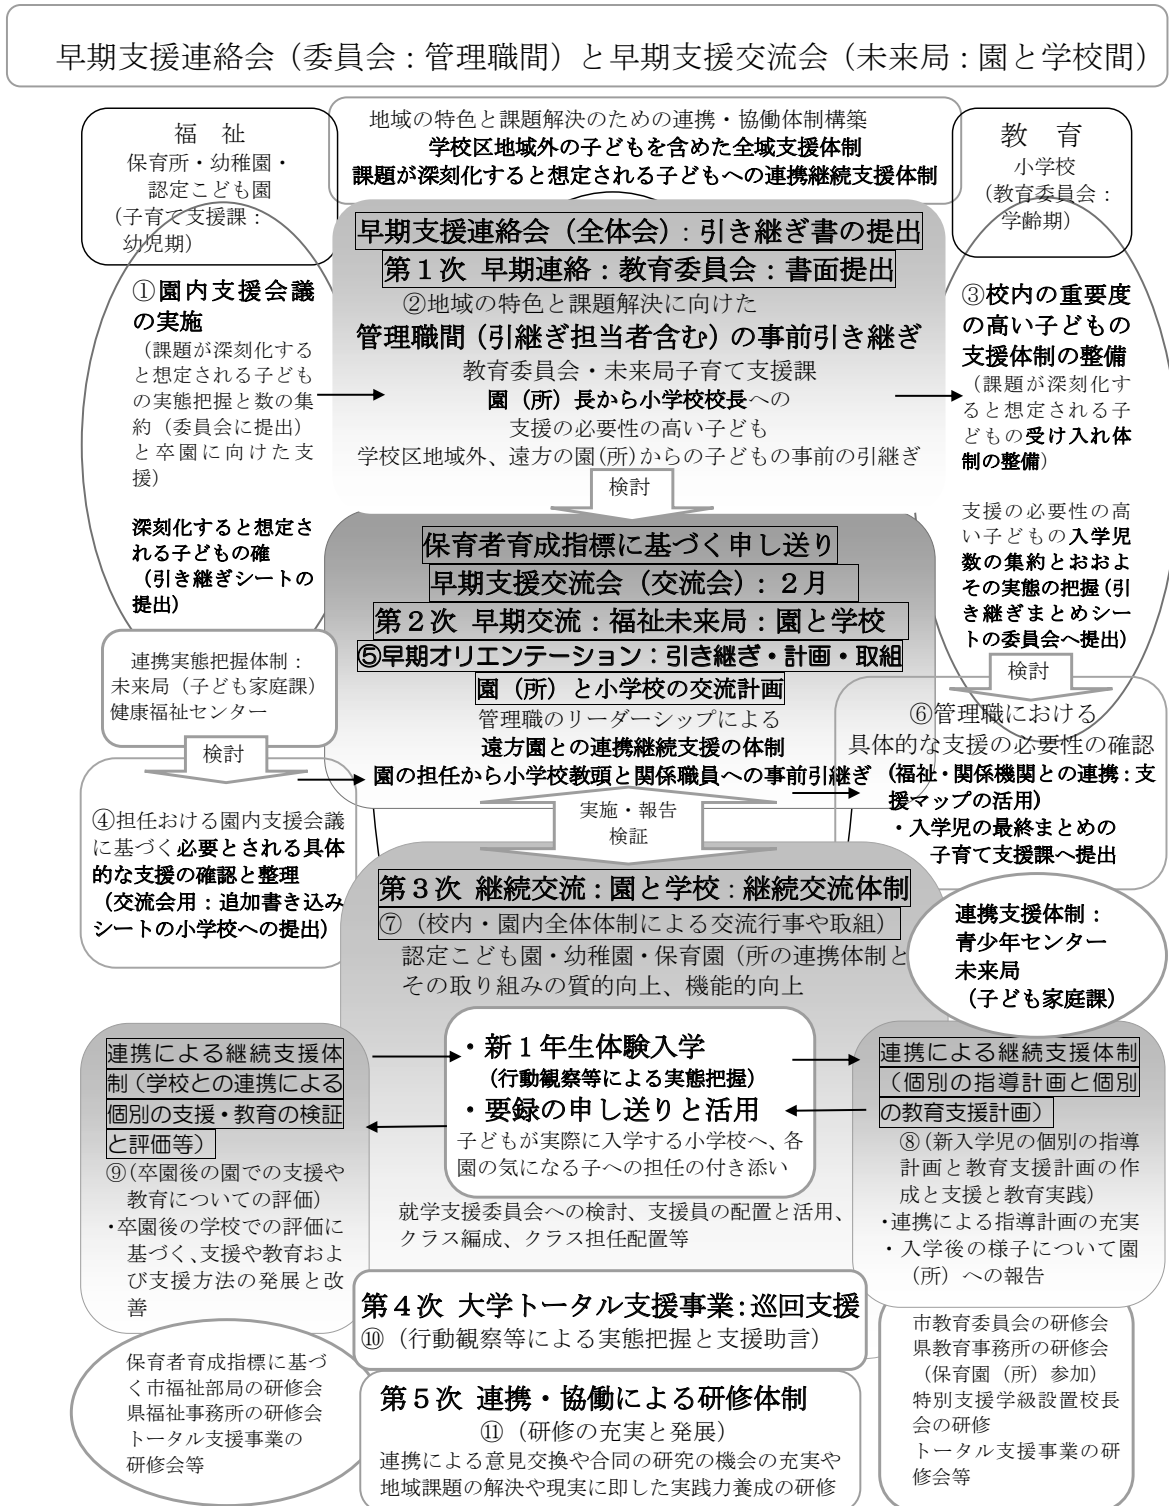 早期支援連絡会（委員会：管理職間）と早期支援交流会（未来局：園と学校間）
福　祉
保育所・幼稚園・
認定こども園
（子育て支援課：
幼児期）
地域の特色と課題解決のための連携・協働体制構築
学校区地域外の子どもを含めた全域支援体制
課題が深刻化すると想定される子どもへの連携継続支援体制
教　育
小学校
（教育委員会：
学齢期）
早期支援連絡会（全体会）：引き継ぎ書の提出
第１次 早期連絡：教育委員会：書面提出
②地域の特色と課題解決に向けた
管理職間（引継ぎ担当者含む）の事前引き継ぎ
教育委員会・未来局子育て支援課
園（所）長から小学校校長への
支援の必要性の高い子ども
学校区地域外、遠方の園（所）からの子どもの事前の引継ぎ
①園内支援会議
の実施
（課題が深刻化する
と想定される子ども
の実態把握と数の集
約（委員会に提出）
と卒園に向けた支
援）
深刻化すると想定さ
れる子どもの確
（引き継ぎシートの
提出）
③校内の重要度
の高い子どもの
支援体制の整備
（課題が深刻化す
ると想定される子
どもの受け入れ体
制の整備）
支援の必要性の高
い子どもの入学児
数の集約とおおよ
その実態の把握（引
き継ぎまとめシー
トの委員会へ提出）
検討
保育者育成指標に基づく申し送り
早期支援交流会（交流会）：２月
第２次 早期交流：福祉未来局：園と学校
⑤早期オリエンテーション：引き継ぎ・計画・取組
園（所）と小学校の交流計画
管理職のリーダーシップによる
遠方園との連携継続支援の体制
園の担任から小学校教頭と関係職員への事前引継ぎ
連携実態把握体制：
未来局（子ども家庭課）
健康福祉センター
検討
④担任おける園内支援会議
に基づく必要とされる具体
的な支援の確認と整理
（交流会用：追加書き込み
シートの小学校への提出）
検討
⑥管理職における
具体的な支援の必要性の確認
（福祉・関係機関との連携：支
援マップの活用）
・入学児の最終まとめの
子育て支援課へ提出
実施・報告
検証
第３次 継続交流：園と学校：継続交流体制
⑦（校内・園内全体体制による交流行事や取組）
認定こども園・幼稚園・保育園（所の連携体制と
その取り組みの質的向上、機能的向上
連携支援体制：
青少年センター
未来局
（子ども家庭課）
・新１年生体験入学
（行動観察等による実態把握）
・要録の申し送りと活用
子どもが実際に入学する小学校へ、各
園の気になる子への担任の付き添い
就学支援委員会への検討、支援員の配置と活用、
クラス編成、クラス担任配置等
連携による継続支援体
制（学校との連携による
個別の支援・教育の検証
と評価等）
⑨（卒園後の園での支援や
教育についての評価）
・卒園後の学校での評価に
基づく、支援や教育およ
び支援方法の発展と改
善
連携による継続支援体制
（個別の指導計画と個別
の教育支援計画）
⑧（新入学児の個別の指導
計画と教育支援計画の作
成と支援と教育実践）
・連携による指導計画の充実
・入学後の様子について園
（所）への報告
第４次 大学トータル支援事業：巡回支援
⑩（行動観察等による実態把握と支援助言）
保育者育成指標に基づ
く市福祉部局の研修会
県福祉事務所の研修会
トータル支援事業の
研修会等
第５次 連携・協働による研修体制
⑪（研修の充実と発展）
連携による意見交換や合同の研究の機会の充実や
地域課題の解決や現実に即した実践力養成の研修
市教育委員会の研修会
県教育事務所の研修会
（保育園（所）参加）
特別支援学級設置校長
会の研修
トータル支援事業の研
修会等